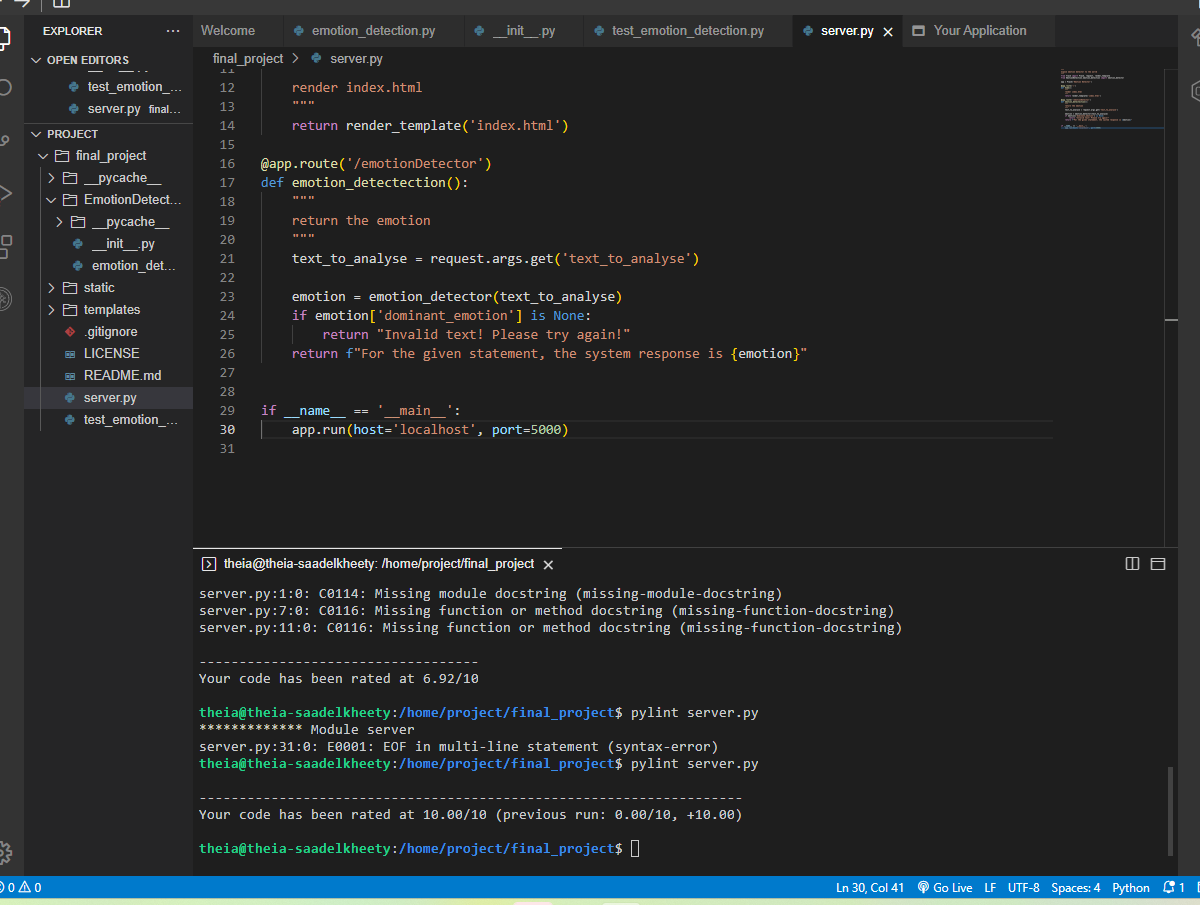 EXPLORER
OPEN EDITORS
test_emotion_...
server.py final...
PROJECT
final_project
__pycache__
EmotionDetect...
__pycache__
__init__.py
emotion_det...
static
templates
.gitignore
LICENSE
README.md
server.py
test_emotion_...
Welcome
emotion_detection.py
__init__.py
test_emotion_detection.py
server.py
Your Application
final_project > server.py
11
12 render index.html
13 """
14 return render_template('index.html')
15
16 @app.route('/emotionDetector')
17 def emotion_detectection():
18 """
19 return the emotion
20 """
21 text_to_analyse = request.args.get('text_to_analyse')
22
23 emotion = emotion_detector(text_to_analyse)
24 if emotion['dominant_emotion'] is None:
25 return "Invalid text! Please try again!"
26 return f"For the given statement, the system response is {emotion}"
27
28
29 if __name__ == '__main__':
30 app.run(host='localhost', port=5000)
31
theia@theia-saadelkheety: /home/project/final_project
server.py:1:0: C0114: Missing module docstring (missing-module-docstring)
server.py:7:0: C0116: Missing function or method docstring (missing-function-docstring)
server.py:11:0: C0116: Missing function or method docstring (missing-function-docstring)
-----------------------------------
Your code has been rated at 6.92/10
theia@theia-saadelkheety:/home/project/final_project$ pylint server.py
************* Module server
server.py:31:0: E0001: EOF in multi-line statement (syntax-error)
theia@theia-saadelkheety:/home/project/final_project$ pylint server.py
--------------------------------------------------------------------
Your code has been rated at 10.00/10 (previous run: 0.00/10, +10.00)
theia@theia-saadelkheety:/home/project/final_project$
0 0 Ln 30, Col 41 Go Live LF UTF-8 Spaces: 4 Python 1